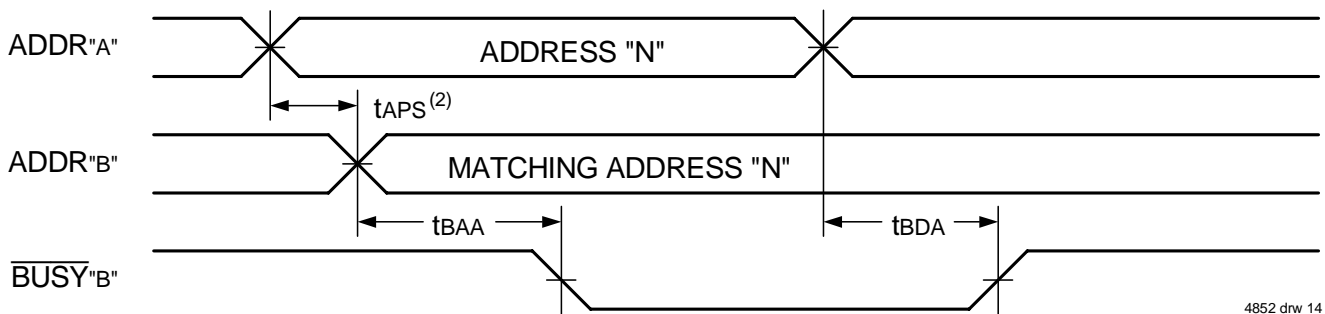 ADDR"A"
ADDRESS "N"
tAPS(2)
ADDR"B"
MATCHING ADDRESS "N"
tBAA
tBDA
BUSY"B"
4852 drw 14